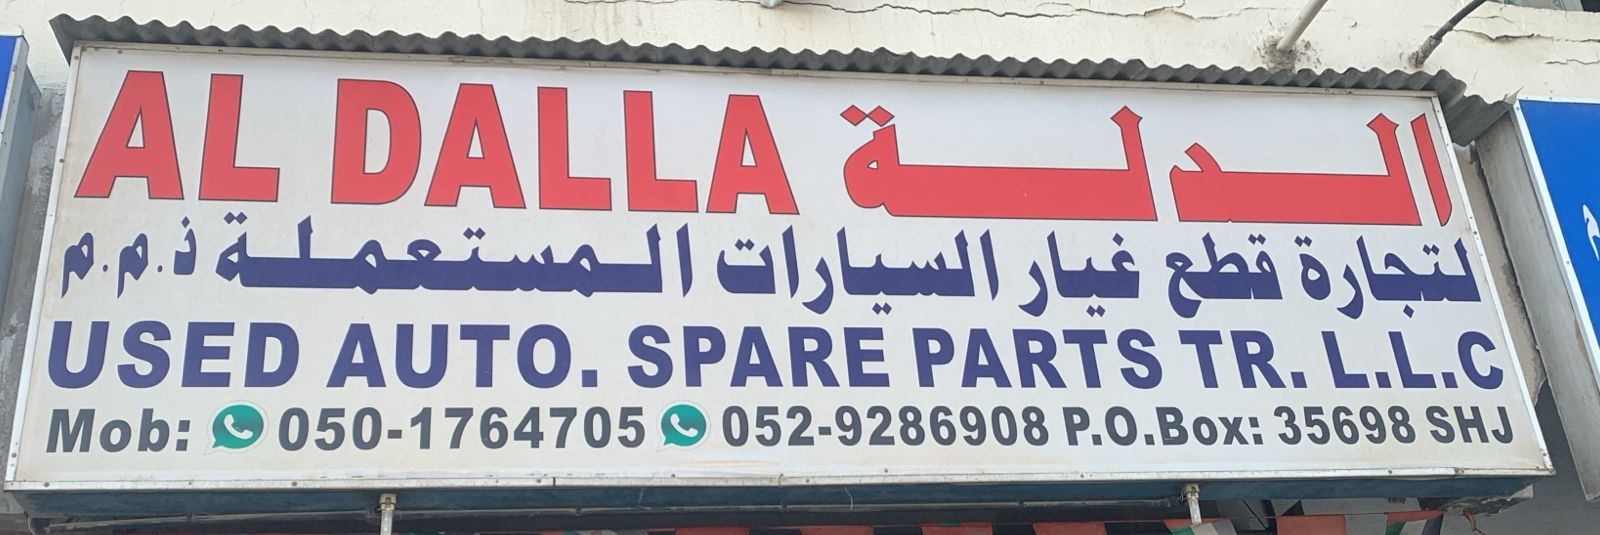 AL DALLA الدلة
لتجارة قطع غيار السيارات المستعملة ذ.م.م
USED AUTO. SPARE PARTS TR. L.L.C
Mob: 050-1764705 052-9286908 P.O.Box: 35698 SHJ